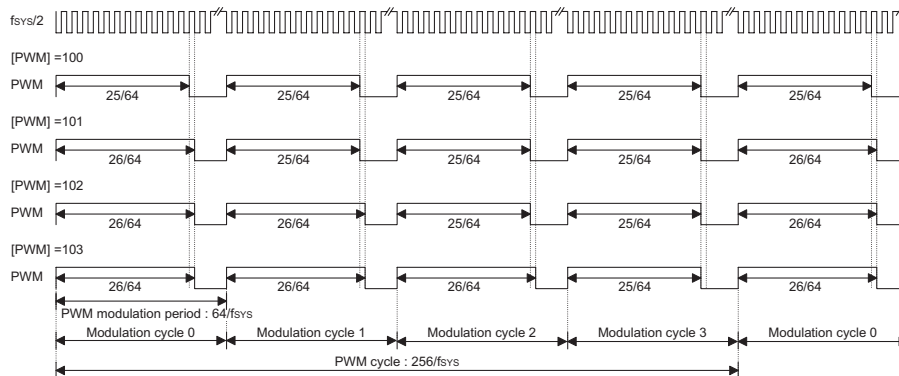 fSYS/2
[PWM] =100
PWM
25/64 25/64 25/64 25/64 25/64
[PWM] =101
PWM
26/64 25/64 25/64 25/64 26/64
[PWM] =102
PWM
26/64 26/64 25/64 25/64 26/64
[PWM] =103
PWM
26/64 26/64 26/64 25/64 26/64
PWM modulation period : 64/fSYS
Modulation cycle 0 Modulation cycle 1 Modulation cycle 2 Modulation cycle 3 Modulation cycle 0
PWM cycle : 256/fSYS